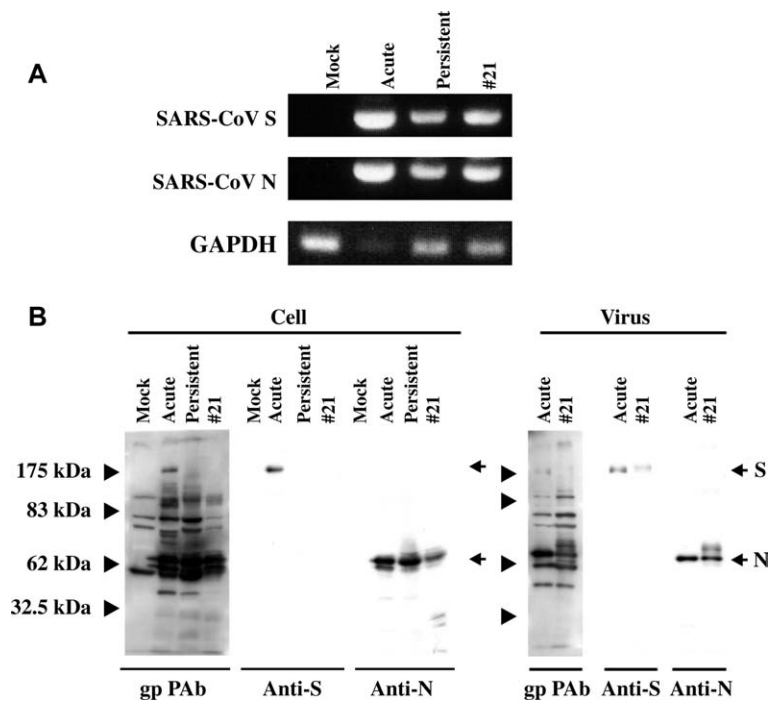 A
Mock
Acute
Persistent
#21
SARS-CoV S
SARS-CoV N
GAPDH
B
Cell
Virus
Mock
Acute
Persistent
#21
Mock
Acute
Persistent
#21
Mock
Acute
Persistent
#21
Acute
#21
Acute
#21
Acute
#21
175 kDa
83 kDa
62 kDa
32.5 kDa
S
N
gp PAb
Anti-S
Anti-N
gp PAb
Anti-S
Anti-N